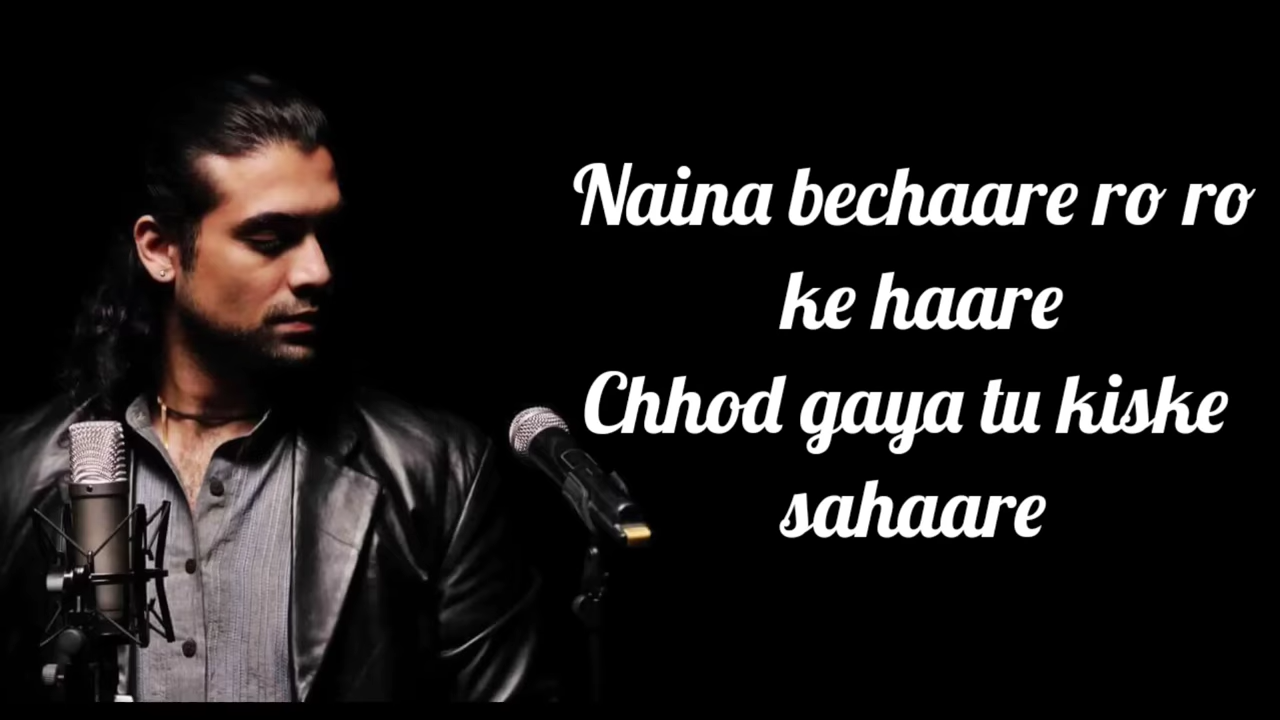 Naina bechaare ro ro
ke haare
Chhod gaya tu kiske
sahaare